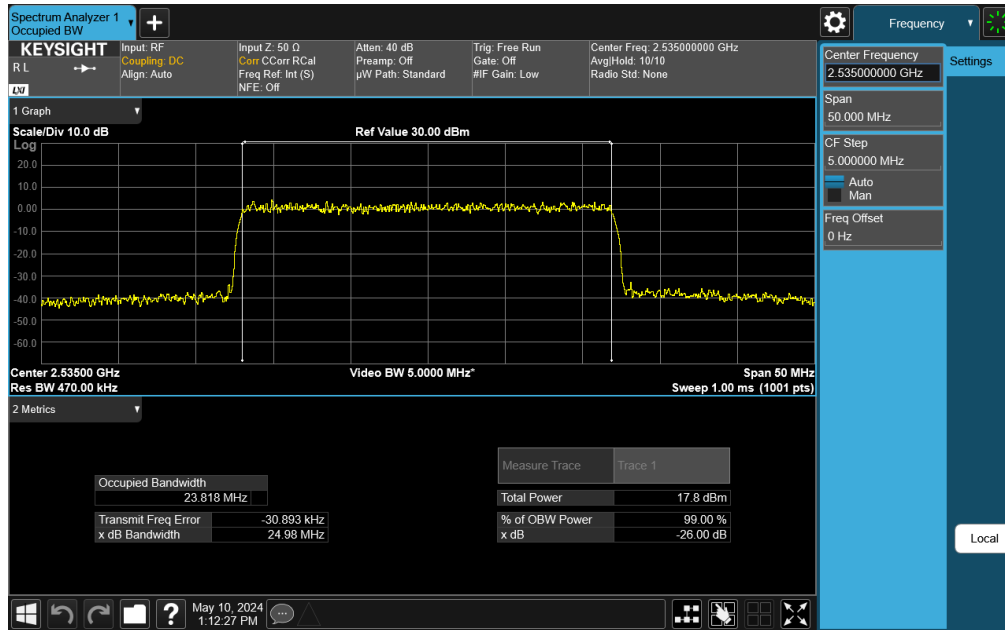 Spectrum Analyzer 1
Occupied BW
Frequency
KEYSIGHT
R L
LXI
Input: RF
Coupling: DC
Align: Auto
Input Z: 50 Ω
Corr CCorr RCal
Freq Ref: Int (S)
NFE: Off
Atten: 40 dB
Preamp: Off
µW Path: Standard
Trig: Free Run
Gate: Off
#IF Gain: Low
Center Freq: 2.535000000 GHz
Avg|Hold: 10/10
Radio Std: None
Center Frequency
2.535000000 GHz
Settings
Span
50.000 MHz
CF Step
5.000000 MHz
Auto
Man
Freq Offset
0 Hz
Local
1 Graph
Scale/Div 10.0 dB
Ref Value 30.00 dBm
Log
20.0
10.0
0.00
-10.0
-20.0
-30.0
-40.0
-50.0
-60.0
Center 2.53500 GHz
Video BW 5.0000 MHz*
Span 50 MHz
Res BW 470.00 kHz
Sweep 1.00 ms (1001 pts)
2 Metrics
Measure Trace Trace 1
Occupied Bandwidth
23.818 MHz
Total Power 17.8 dBm
Transmit Freq Error -30.893 kHz
% of OBW Power 99.00 %
x dB Bandwidth 24.98 MHz
x dB -26.00 dB
?
May 10, 2024
1:12:27 PM